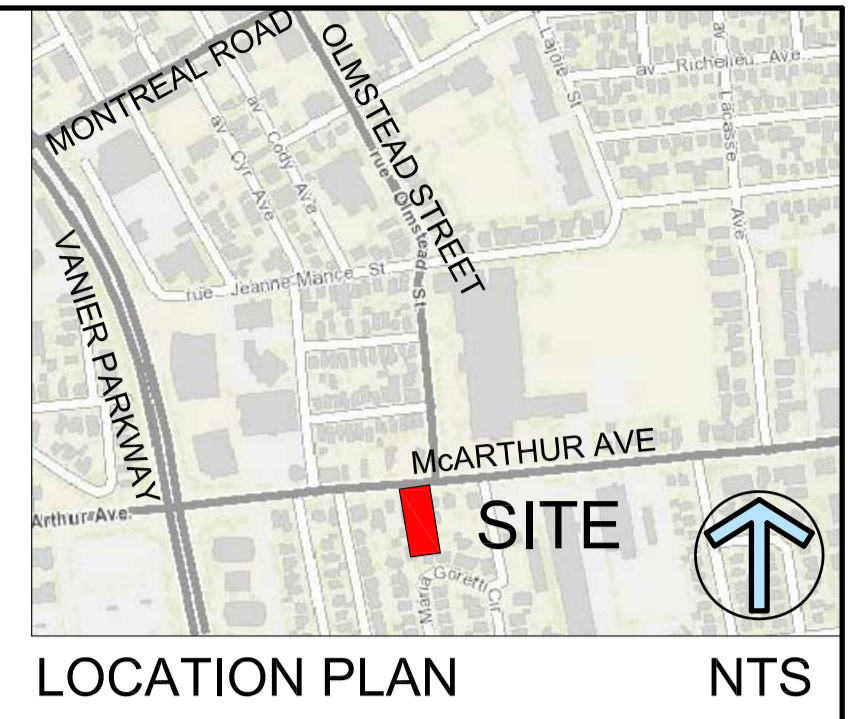 MONTREAL ROAD
OLMSTEAD STREET
Lajoie St
av Richelieu Ave
av Lacasse Ave
av Cyr Ave
av Cody Ave
rue Olmstead St
rue Jeanne-Mance St
VANIER PARKWAY
McARTHUR AVE
Arthur Ave
SITE
Maria Goretti Cir
LOCATION PLAN
NTS